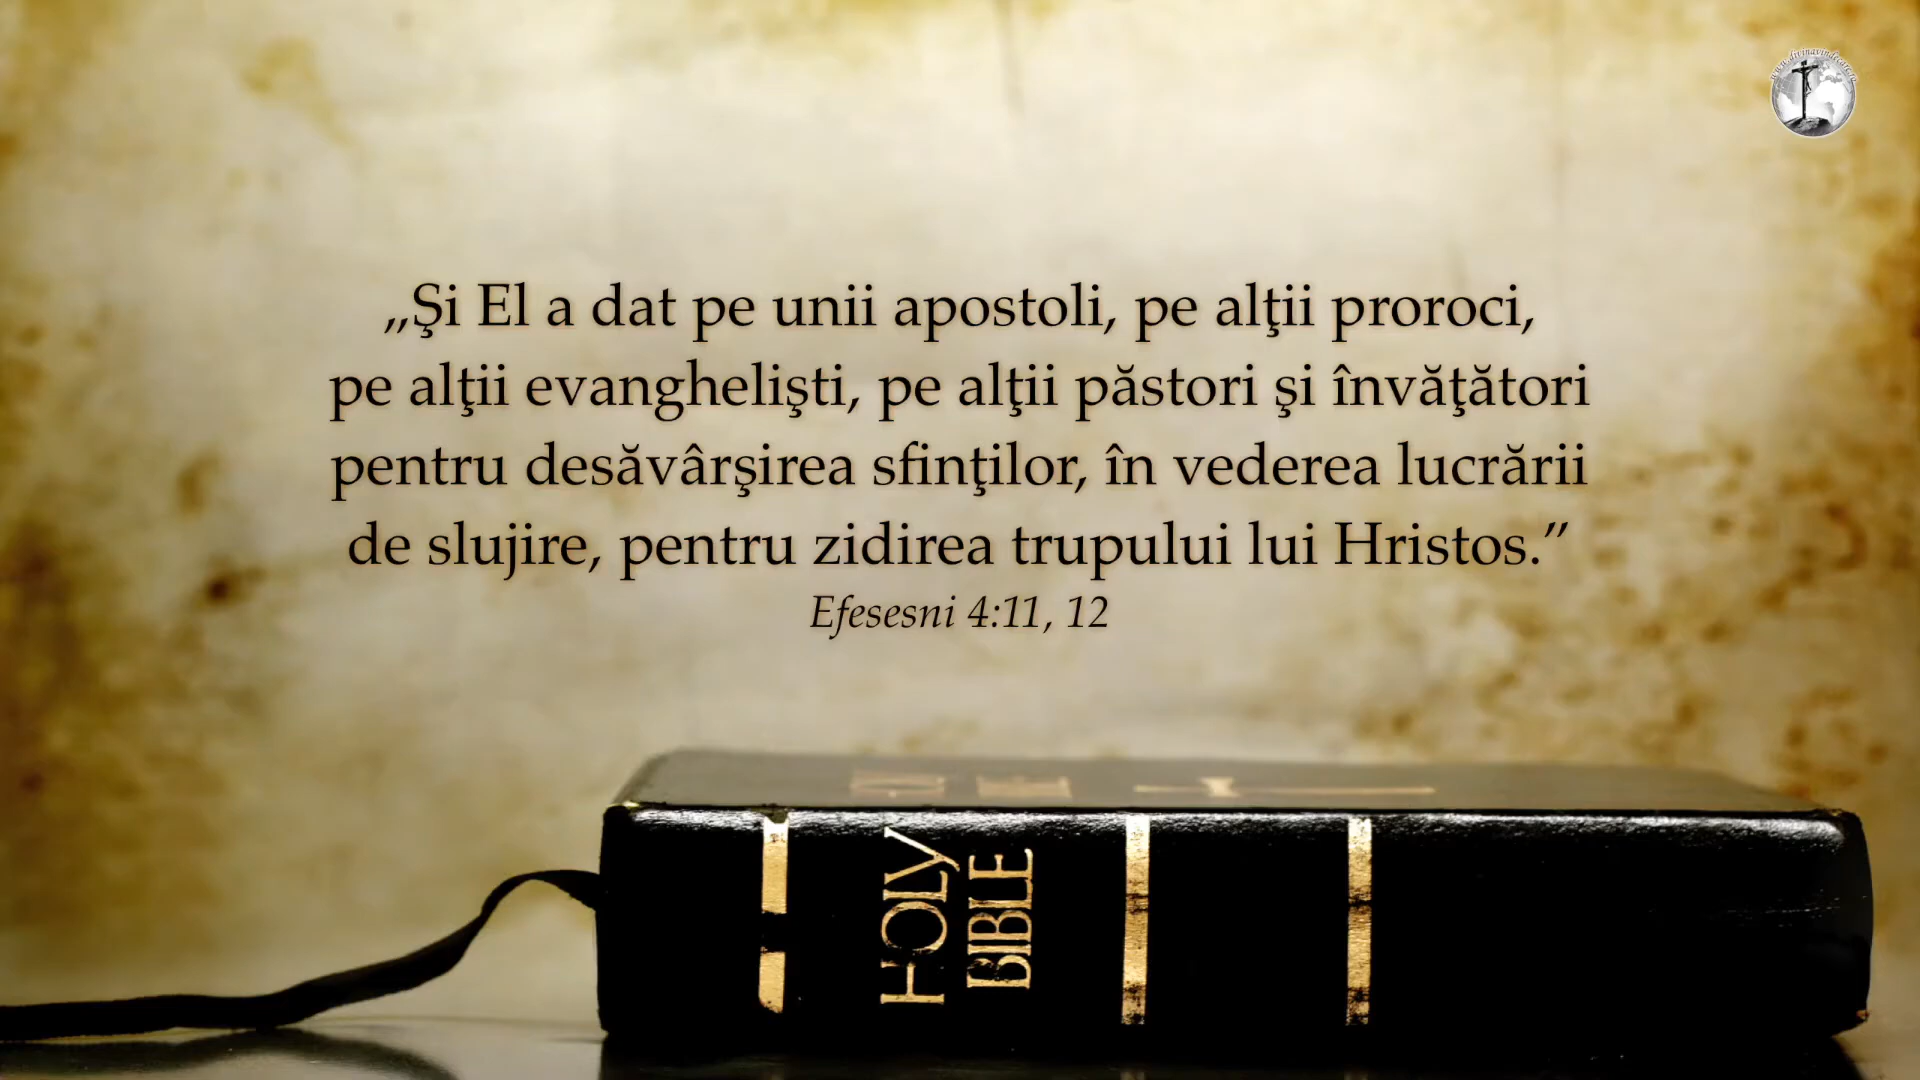 „Şi El a dat pe unii apostoli, pe alţii proroci,
pe alţii evanghelişti, pe alţii păstori şi învăţători
pentru desăvârşirea sfinţilor, în vederea lucrării
de slujire, pentru zidirea trupului lui Hristos.”
Efeseni 4:11, 12
HOLY
BIBLE